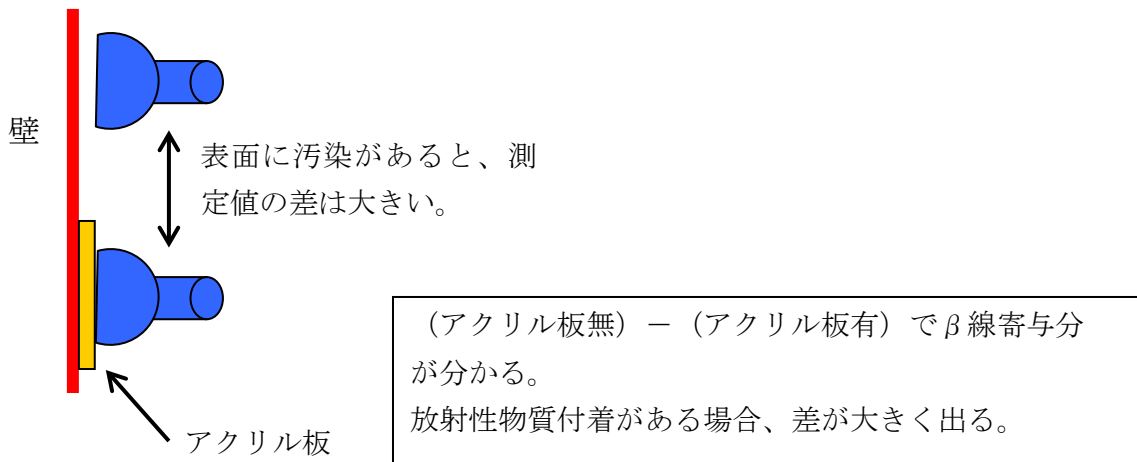 壁
表面に汚染があると、測
定値の差は大きい。
（アクリル板無）－（アクリル板有）でβ線寄与分
が分かる。
放射性物質付着がある場合、差が大きく出る。
アクリル板